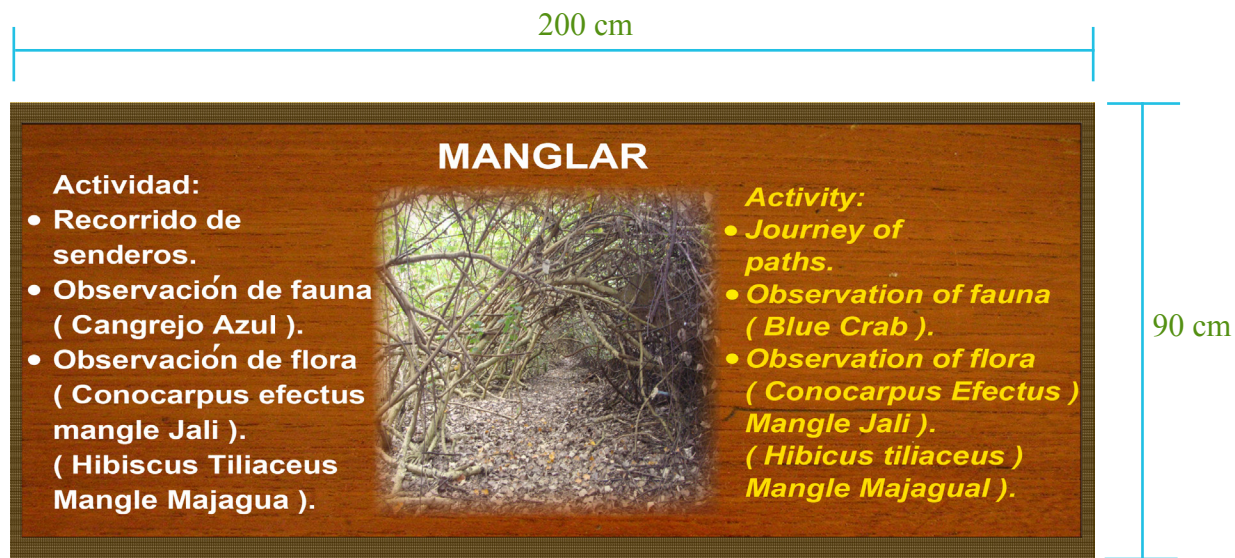 200 cm
MANGLAR
Actividad:
• Recorrido de
senderos.
• Observación de fauna
( Cangrejo Azul ).
• Observación de flora
( Conocarpus efectus
mangle Jali ).
( Hibiscus Tiliaceus
Mangle Majagua ).
Activity:
• Journey of
paths.
• Observation of fauna
( Blue Crab ).
• Observation of flora
( Conocarpus Efectus )
Mangle Jali ).
( Hibicus tiliaceus )
Mangle Majagual ).
90 cm